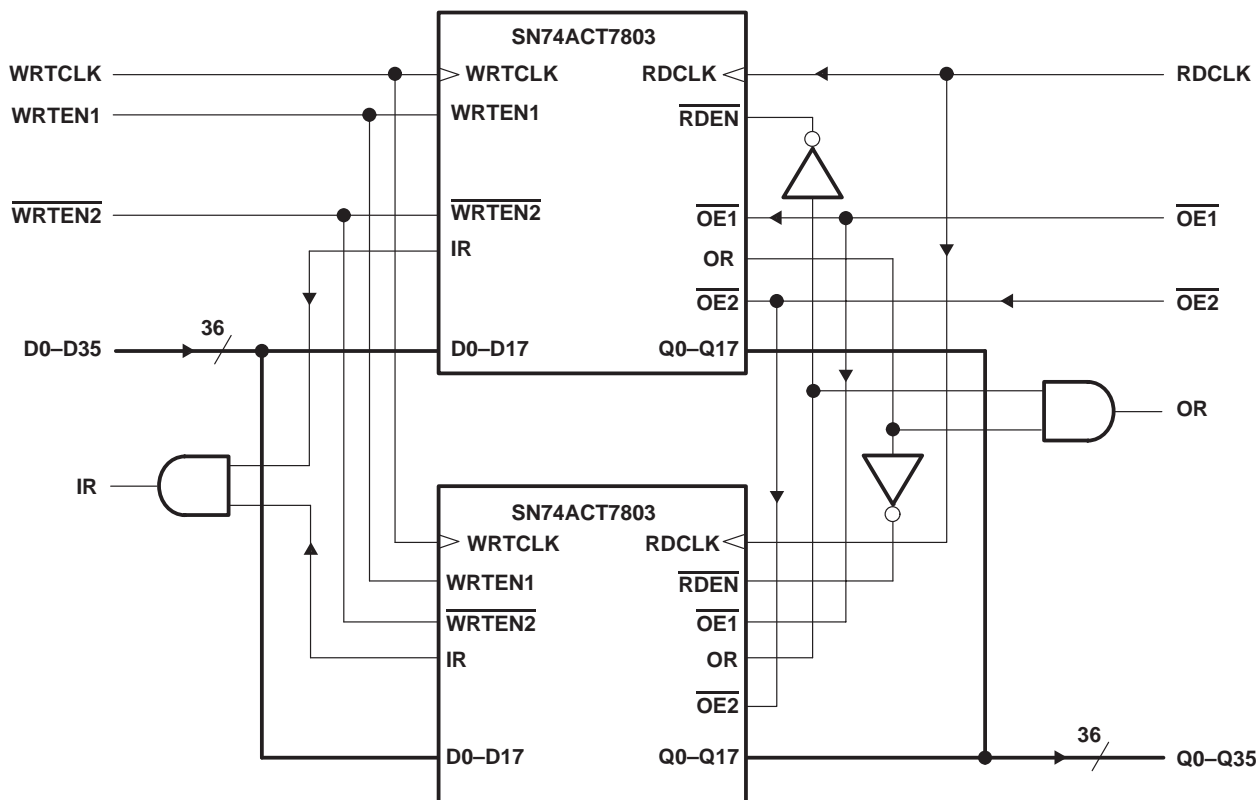 SN74ACT7803
WRTCLK
WRTCLK
RDCLK
RDCLK
WRTEN1
WRTEN1
RDEN
WRTEN2
WRTEN2
OE1
OE1
IR
OR
OE2
OE2
36
D0–D35
D0–D17
Q0–Q17
OR
IR
SN74ACT7803
WRTCLK
RDCLK
WRTEN1
RDEN
WRTEN2
OE1
IR
OR
OE2
36
D0–D17
Q0–Q17
Q0–Q35